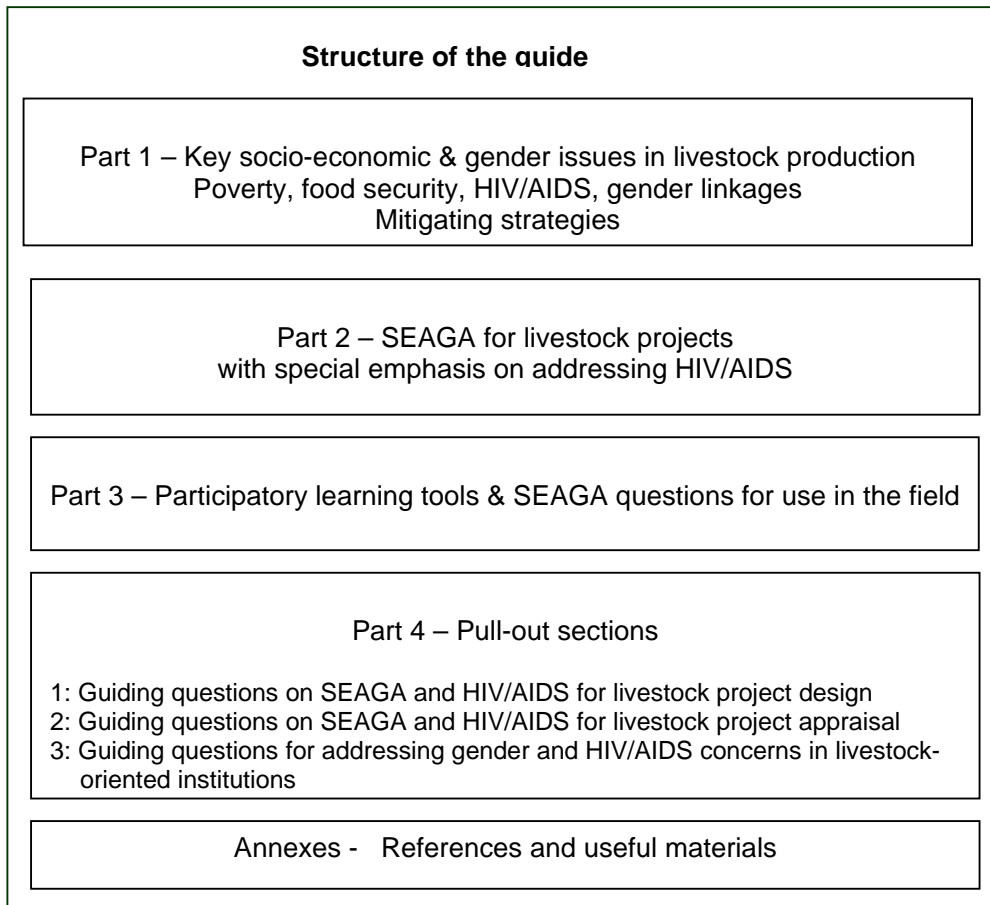 Structure of the guide
Part 1 – Key socio-economic & gender issues in livestock production
Poverty, food security, HIV/AIDS, gender linkages
Mitigating strategies
Part 2 – SEAGA for livestock projects
with special emphasis on addressing HIV/AIDS
Part 3 – Participatory learning tools & SEAGA questions for use in the field
Part 4 – Pull-out sections
1: Guiding questions on SEAGA and HIV/AIDS for livestock project design
2: Guiding questions on SEAGA and HIV/AIDS for livestock project appraisal
3: Guiding questions for addressing gender and HIV/AIDS concerns in livestock-
oriented institutions
Annexes - References and useful materials